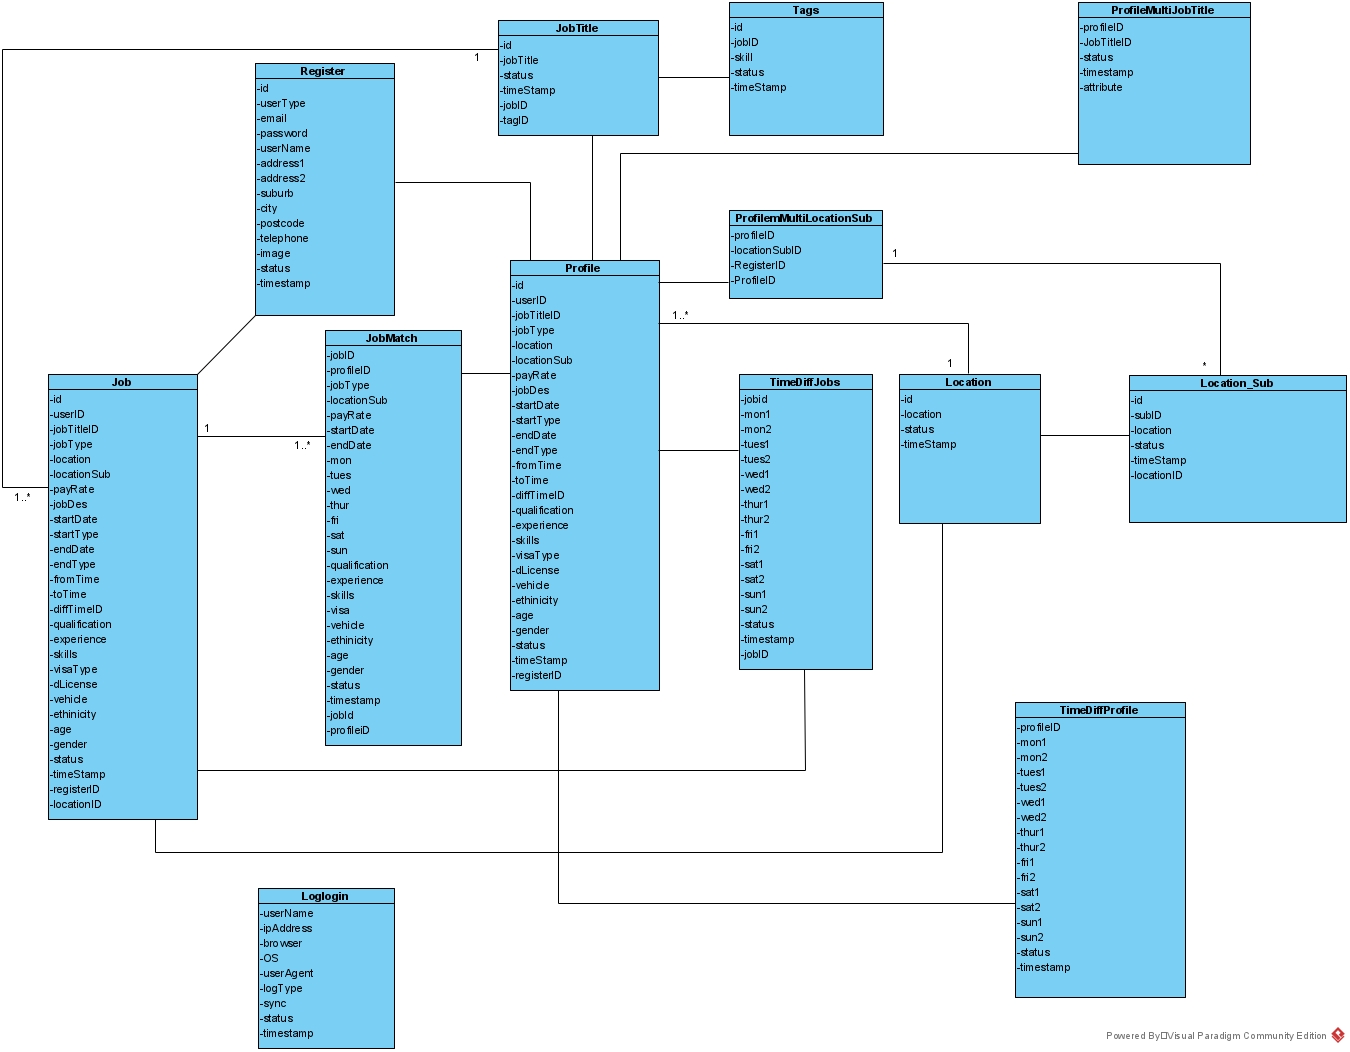 JobTitle
-id
-jobTitle
-status
-timeStamp
-jobID
-tagID
Tags
-id
-jobID
-skill
-status
-timeStamp
ProfileMultiJobTitle
-profileID
-JobTitleID
-status
-timestamp
-attribute
1
Register
-id
-userType
-email
-password
-userName
-address1
-address2
-suburb
-city
-postcode
-telephone
-image
-status
-timestamp
ProfilemMultiLocationSub
-profileID
-locationSubID
-RegisterID
-ProfileID
1
Profile
-id
-userID
-jobTitleID
-jobType
-location
-locationSub
-payRate
-jobDes
-startDate
-startType
-endDate
-endType
-fromTime
-toTime
-diffTimeID
-qualification
-experience
-skills
-visaType
-dLicense
-vehicle
-ethinicity
-age
-gender
-status
-timeStamp
-registerID
1..*
1
*
JobMatch
-jobID
-profileID
-jobType
-locationSub
-payRate
-startDate
-endDate
-mon
-tues
-wed
-thur
-fri
-sat
-sun
-qualification
-experience
-skills
-visa
-vehicle
-ethinicity
-age
-gender
-status
-timestamp
-jobId
-profileiD
Job
-id
-userID
-jobTitleID
-jobType
-location
-locationSub
-payRate
-jobDes
-startDate
-startType
-endDate
-endType
-fromTime
-toTime
-diffTimeID
-qualification
-experience
-skills
-visaType
-dLicense
-vehicle
-ethinicity
-age
-gender
-status
-timeStamp
-registerID
-locationID
1
1..*
1..*
TimeDiffJobs
-jobid
-mon1
-mon2
-tues1
-tues2
-wed1
-wed2
-thur1
-thur2
-fri1
-fri2
-sat1
-sat2
-sun1
-sun2
-status
-timestamp
-jobID
Location
-id
-location
-status
-timeStamp
Location_Sub
-id
-subID
-location
-status
-timeStamp
-locationID
TimeDiffProfile
-profileID
-mon1
-mon2
-tues1
-tues2
-wed1
-wed2
-thur1
-thur2
-fri1
-fri2
-sat1
-sat2
-sun1
-sun2
-status
-timestamp
Loglogin
-userName
-ipAddress
-browser
-OS
-userAgent
-logType
-sync
-status
-timestamp
Powered By□Visual Paradigm Community Edition